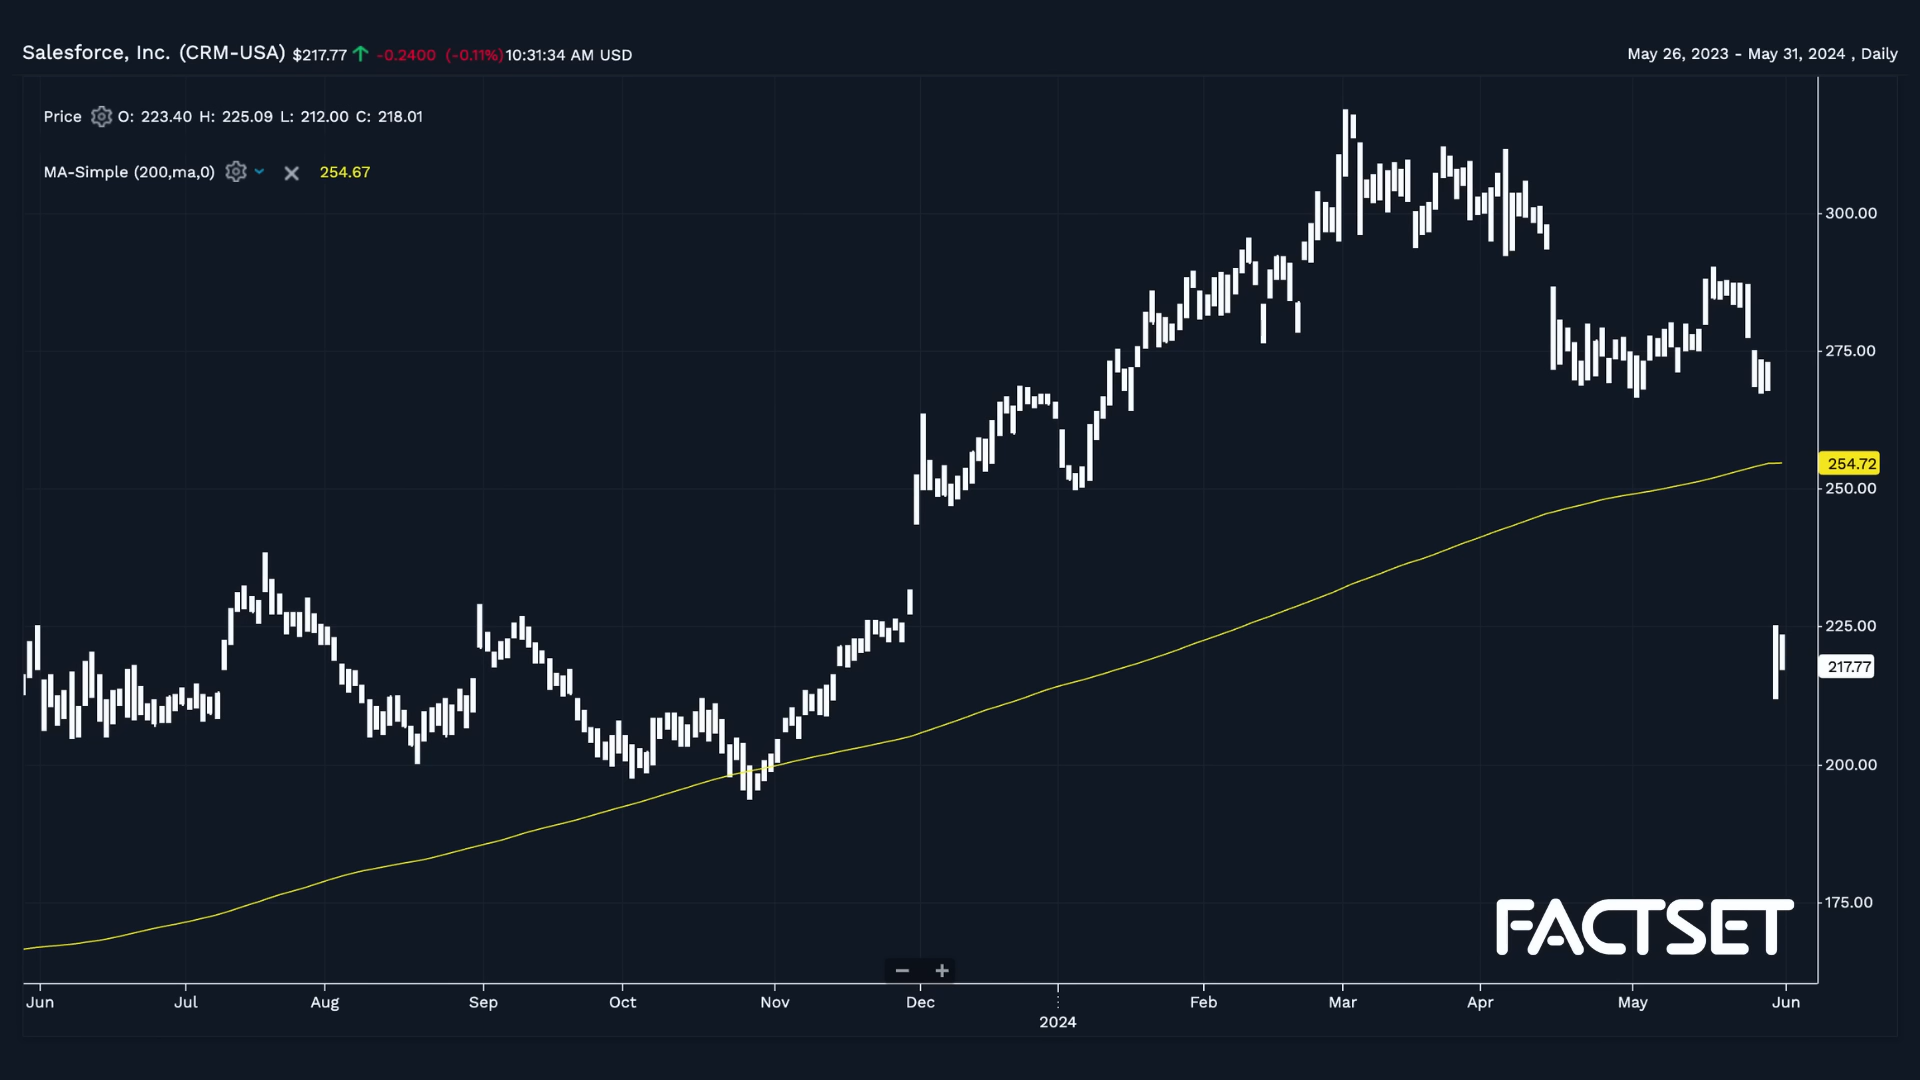 Salesforce, Inc. (CRM-USA) $217.77 -0.2400 (-0.11%) 10:31:34 AM USD
May 26, 2023 - May 31, 2024 , Daily
Price O: 223.40 H: 225.09 L: 212.00 C: 218.01
MA-Simple (200,ma,0) 254.67
300.00
275.00
254.72
250.00
225.00
217.77
200.00
175.00
FACTSET
Jun Jul Aug Sep Oct Nov Dec Feb Mar Apr May Jun
2024